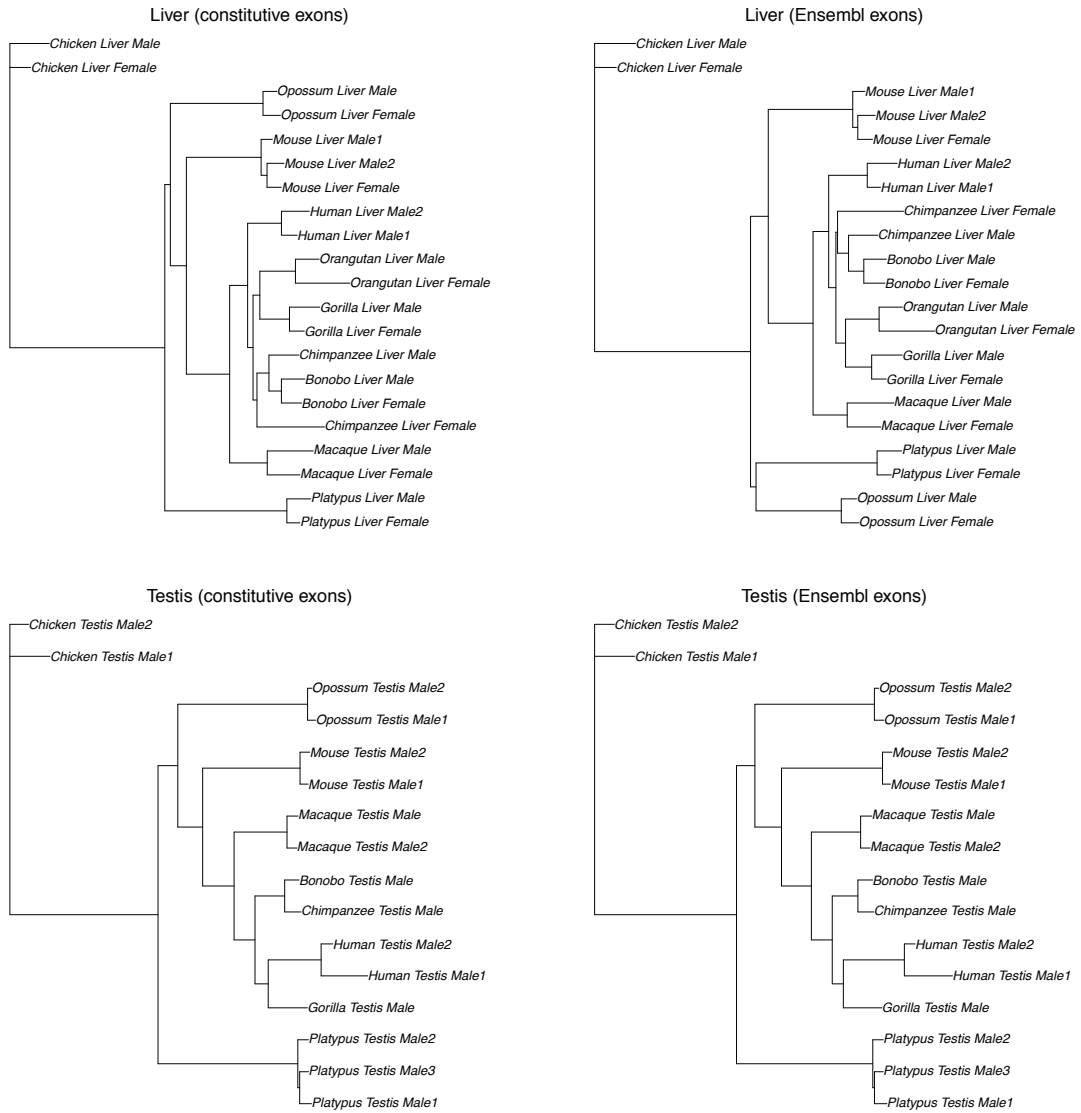 Liver (constitutive exons)
Chicken Liver Male
Chicken Liver Female
Opossum Liver Male
Opossum Liver Female
Mouse Liver Male1
Mouse Liver Male2
Mouse Liver Female
Human Liver Male2
Human Liver Male1
Orangutan Liver Male
Orangutan Liver Female
Gorilla Liver Male
Gorilla Liver Female
Chimpanzee Liver Male
Bonobo Liver Male
Bonobo Liver Female
Chimpanzee Liver Female
Macaque Liver Male
Macaque Liver Female
Platypus Liver Male
Platypus Liver Female
Liver (Ensembl exons)
Chicken Liver Male
Chicken Liver Female
Mouse Liver Male1
Mouse Liver Male2
Mouse Liver Female
Human Liver Male2
Human Liver Male1
Chimpanzee Liver Female
Chimpanzee Liver Male
Bonobo Liver Male
Bonobo Liver Female
Orangutan Liver Male
Orangutan Liver Female
Gorilla Liver Male
Gorilla Liver Female
Macaque Liver Male
Macaque Liver Female
Platypus Liver Male
Platypus Liver Female
Opossum Liver Male
Opossum Liver Female
Testis (constitutive exons)
Chicken Testis Male2
Chicken Testis Male1
Opossum Testis Male2
Opossum Testis Male1
Mouse Testis Male2
Mouse Testis Male1
Macaque Testis Male
Macaque Testis Male2
Bonobo Testis Male
Chimpanzee Testis Male
Human Testis Male2
Human Testis Male1
Gorilla Testis Male
Platypus Testis Male2
Platypus Testis Male3
Platypus Testis Male1
Testis (Ensembl exons)
Chicken Testis Male2
Chicken Testis Male1
Opossum Testis Male2
Opossum Testis Male1
Mouse Testis Male2
Mouse Testis Male1
Macaque Testis Male
Macaque Testis Male2
Bonobo Testis Male
Chimpanzee Testis Male
Human Testis Male2
Human Testis Male1
Gorilla Testis Male
Platypus Testis Male2
Platypus Testis Male3
Platypus Testis Male1